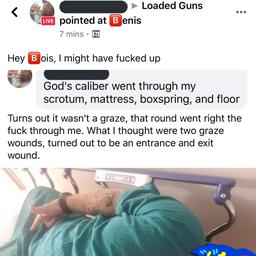 ▶ Loaded Guns
LIVE pointed at 🅱️enis
7 mins ·
Hey 🅱️ois, I might have fucked up
God's caliber went through my
scrotum, mattress, boxspring, and floor
Turns out it wasn't a graze, that round went right the
fuck through me. What I thought were two graze
wounds, turned out to be an entrance and exit
wound.